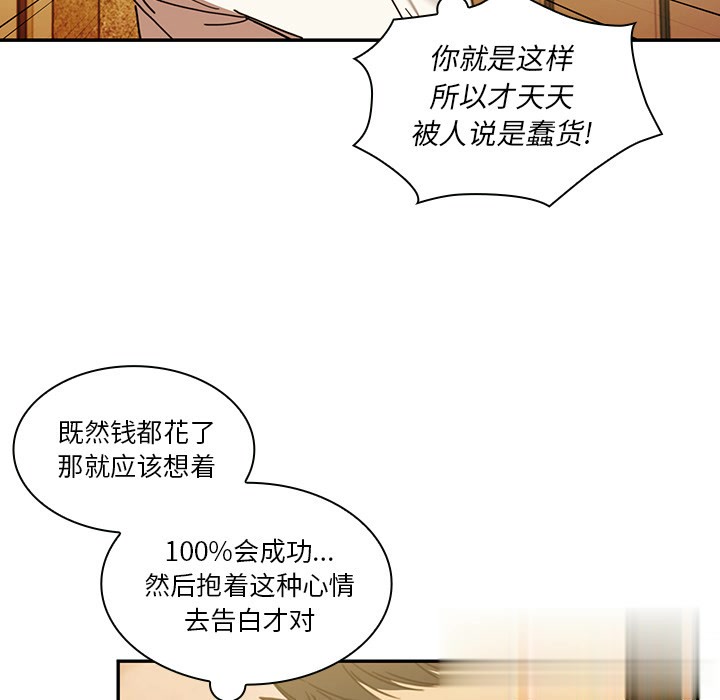 你就是这样
所以才天天
被人说是蠢货!
既然钱都花了
那就应该想着
100%会成功...
然后抱着这种心情
去告白才对